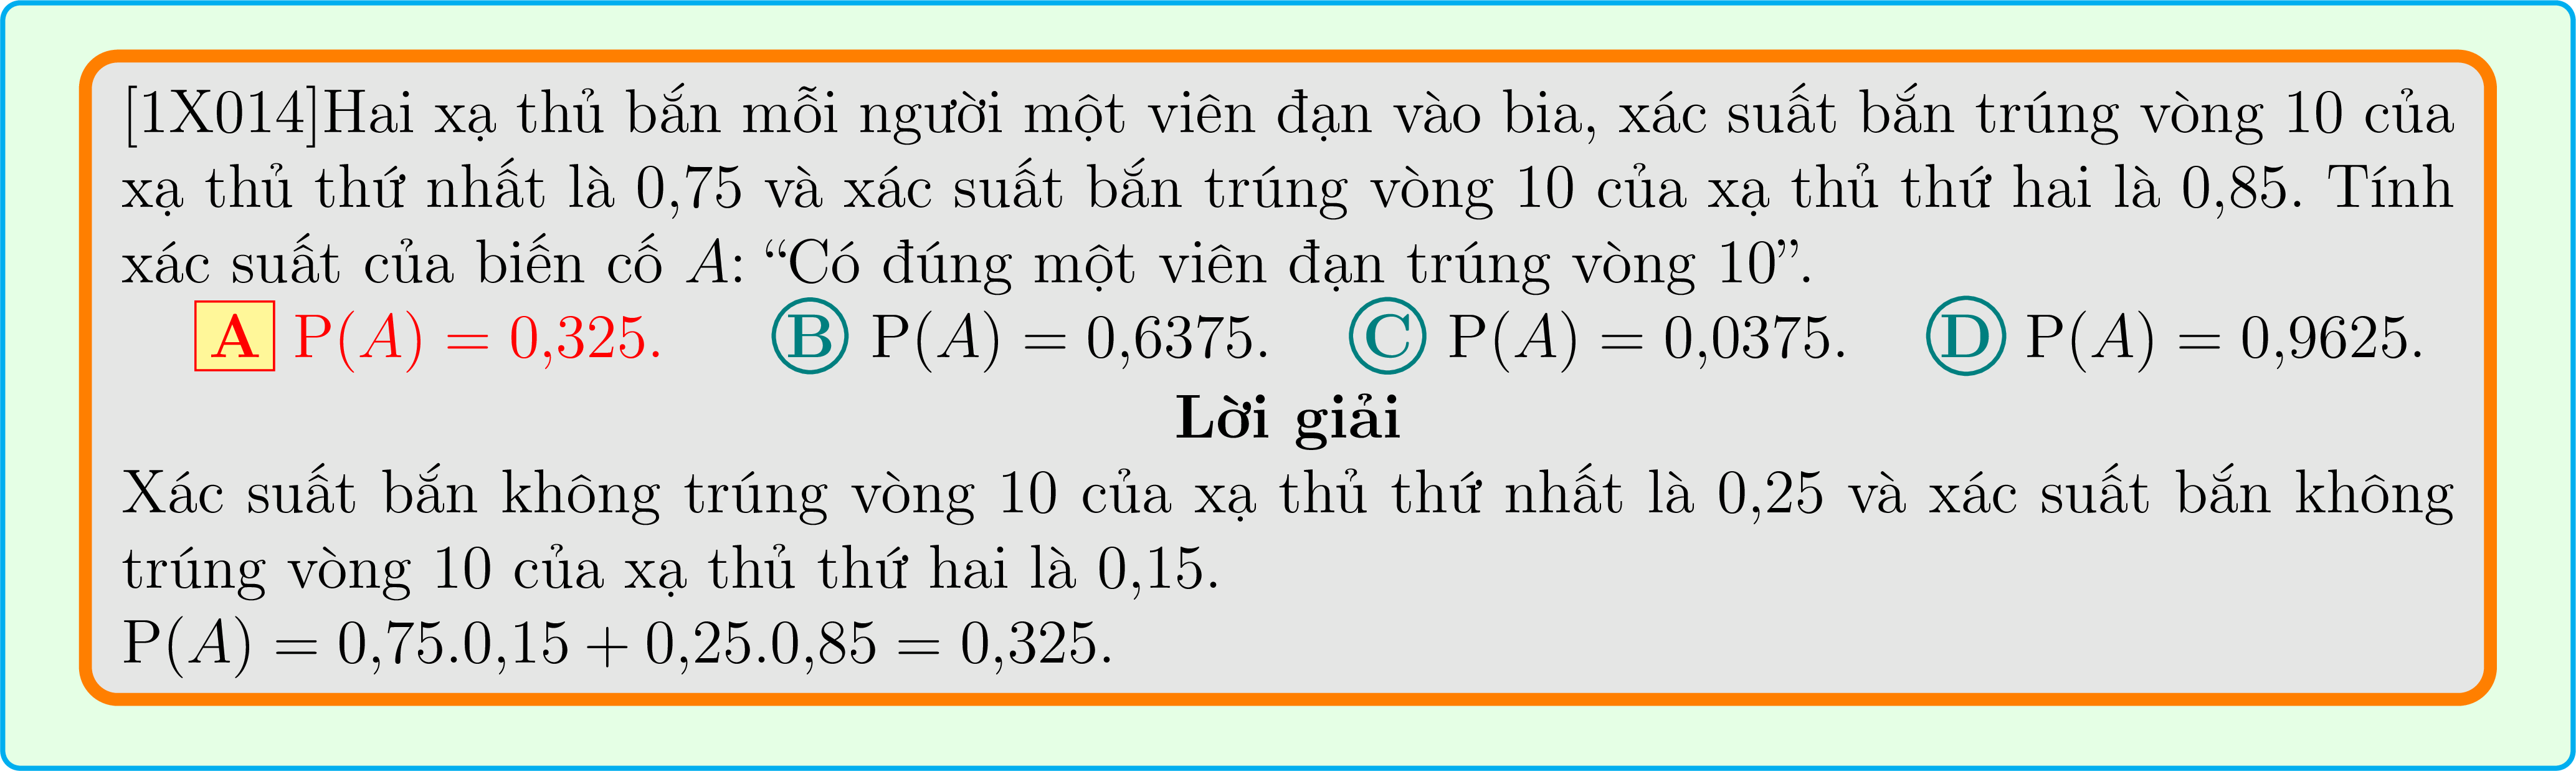 [1X014]Hai xạ thủ bắn mỗi người một viên đạn vào bia, xác suất bắn trúng vòng 10 của
xạ thủ thứ nhất là 0,75 và xác suất bắn trúng vòng 10 của xạ thủ thứ hai là 0,85. Tính
xác suất của biến cố A: “Có đúng một viên đạn trúng vòng 10”.
A P(A) = 0,325. B P(A) = 0,6375. C P(A) = 0,0375. D P(A) = 0,9625.
Lời giải
Xác suất bắn không trúng vòng 10 của xạ thủ thứ nhất là 0,25 và xác suất bắn không
trúng vòng 10 của xạ thủ thứ hai là 0,15.
P(A) = 0,75.0,15 + 0,25.0,85 = 0,325.